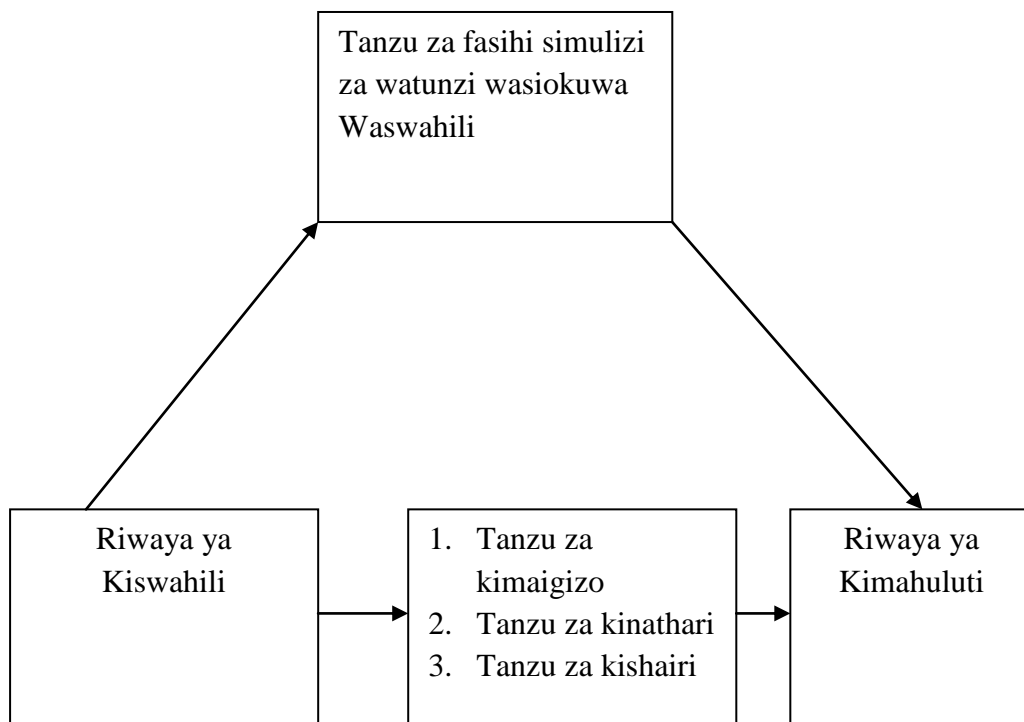 Tanzu za fasihi simulizi
za watunzi wasiokuwa
Waswahili
Riwaya ya
Kiswahili
1. Tanzu za
kimaigizo
2. Tanzu za kinathari
3. Tanzu za kishairi
Riwaya ya
Kimahuluti